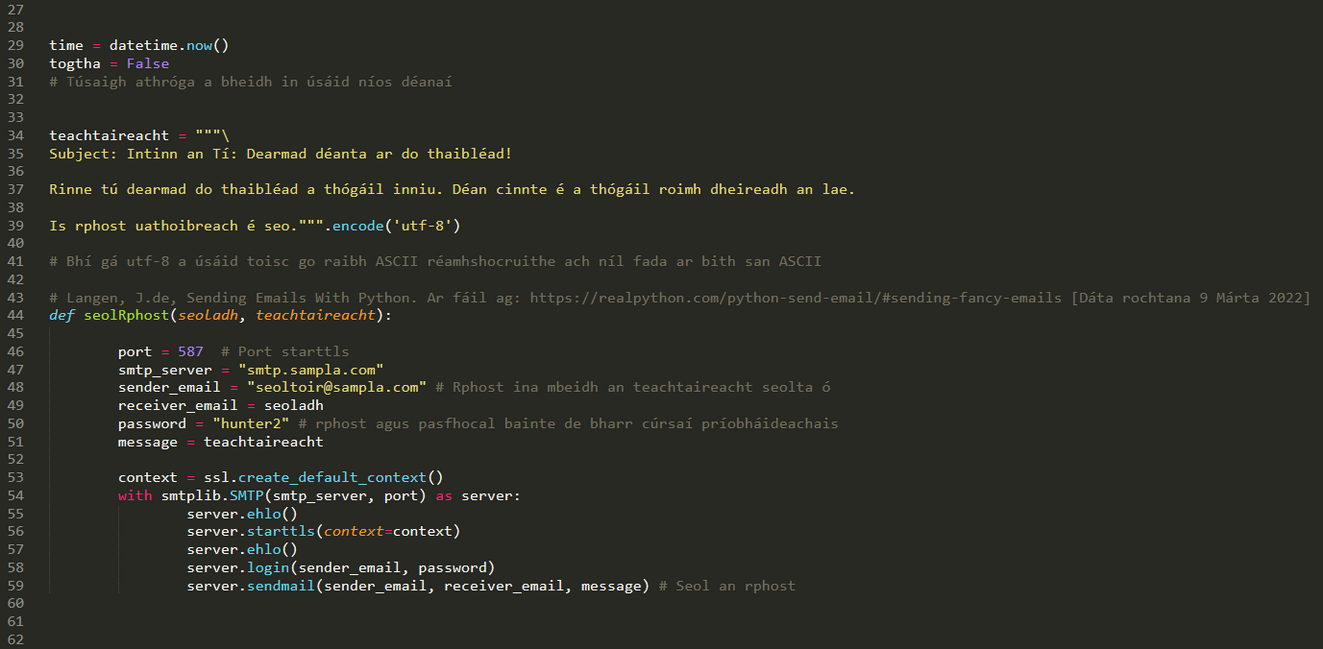 27
28
29 time = datetime.now()
30 togtha = False
31 # Túsaigh athróga a bheidh in úsáid níos déanaí
32
33
34 teachtaireacht = """\
35 Subject: Intinn an Tí: Dearmad déanta ar do thaibléad!
36
37 Rinne tú dearmad do thaibléad a thógáil inniu. Déan cinnte é a thógáil roimh dheireadh an lae.
38
39 Is rphost uathoibreach é seo.""".encode('utf-8')
40
41 # Bhí gá utf-8 a úsáid toisc go raibh ASCII réamhshocruithe ach níl fada ar bith san ASCII
42
43 # Langen, J.de, Sending Emails With Python. Ar fáil ag: https://realpython.com/python-send-email/#sending-fancy-emails [Dáta rochtana 9 Márta 2022]
44 def seolRphost(seoladh, teachtaireacht):
45
46 port = 587  # Port starttls
47 smtp_server = "smtp.sampla.com"
48 sender_email = "seoltoir@sampla.com" # Rphost ina mbeidh an teachtaireacht seolta ó
49 receiver_email = seoladh
50 password = "hunter2" # rphost agus pasfhocal bainte de bharr cúrsaí príobháideachais
51 message = teachtaireacht
52
53 context = ssl.create_default_context()
54 with smtplib.SMTP(smtp_server, port) as server:
55 server.ehlo()
56 server.starttls(context=context)
57 server.ehlo()
58 server.login(sender_email, password)
59 server.sendmail(sender_email, receiver_email, message) # Seol an rphost
60
61
62